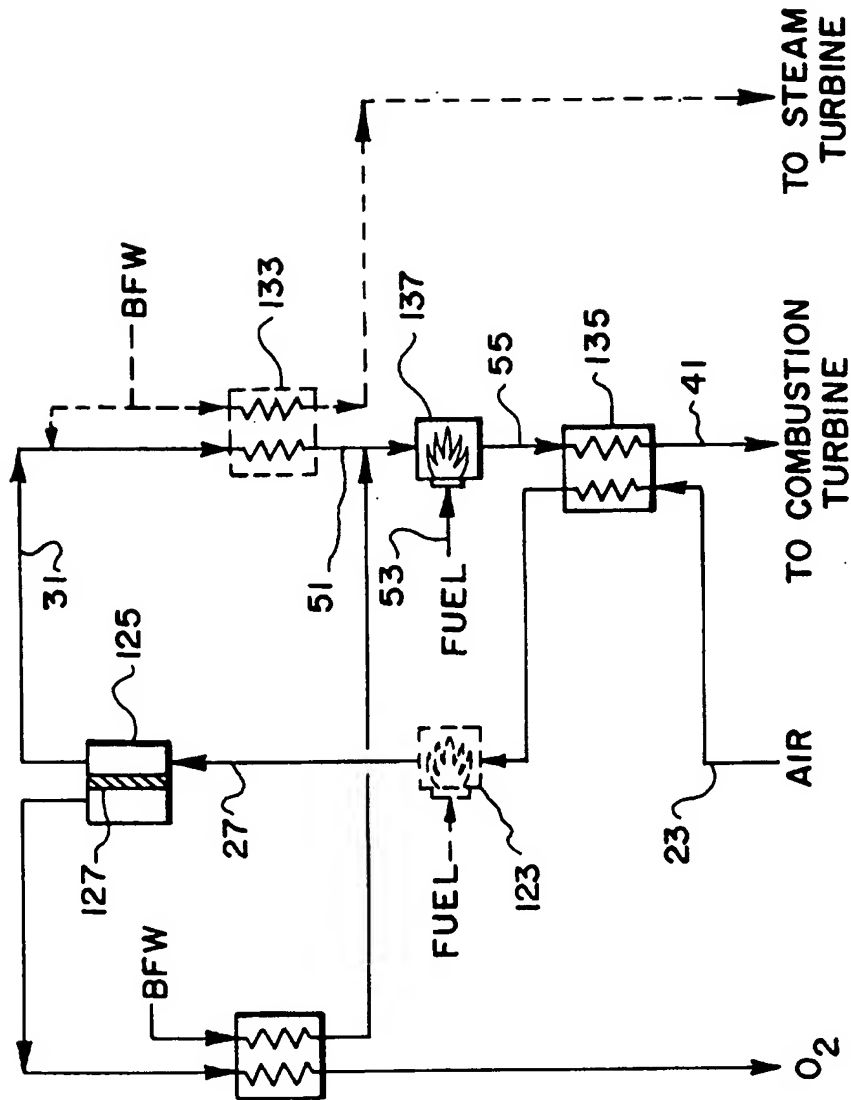 BFW
31
133
125
127
BFW
27
51
137
53
FUEL
55
FUEL
123
135
41
23
O2
AIR
TO COMBUSTION
TURBINE
TO STEAM
TURBINE